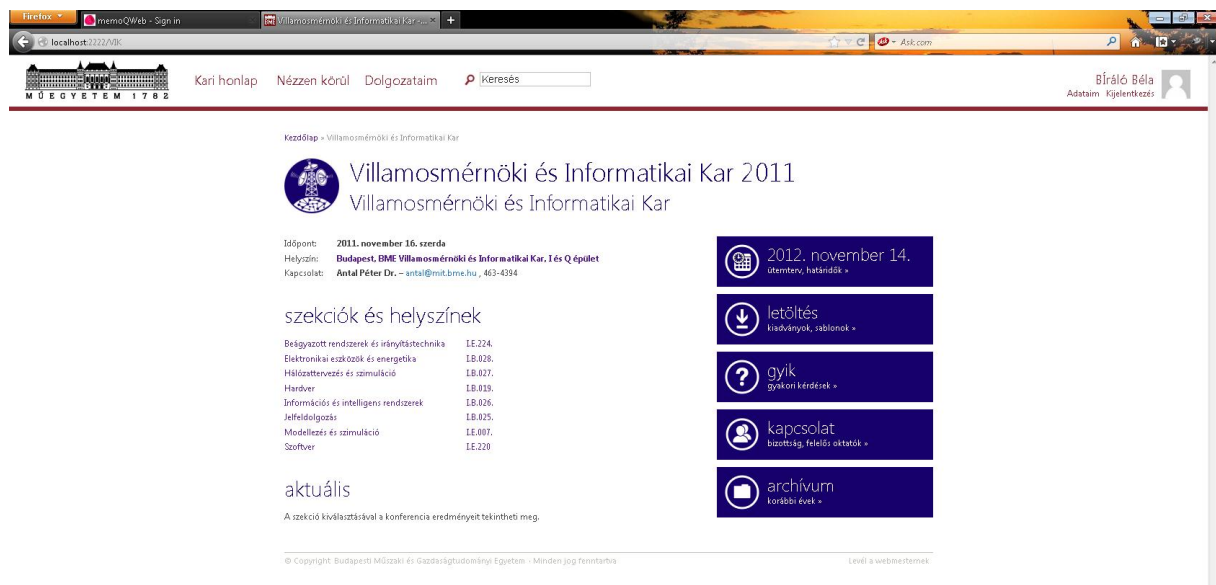 Firefox
memoQWeb - Sign in
Villamosmérnöki és Informatikai Kar -...
localhost:2222/VIK
Ask.com
MŰEGYETEM 1782
Kari honlap Nézzen körül Dolgozataim Keresés
Bíráló Béla
Adataim Kijelentkezés
Kezdőlap » Villamosmérnöki és Informatikai Kar
Villamosmérnöki és Informatikai Kar 2011
Villamosmérnöki és Informatikai Kar
Időpont: 2011. november 16. szerda
Helyszín: Budapest, BME Villamosmérnöki és Informatikai Kar, I és Q épület
Kapcsolat: Antal Péter Dr. – antal@mit.bme.hu , 463-4394
szekciók és helyszínek
Beágyazott rendszerek és irányítástechnika I.E.224.
Elektronikai eszközök és energetika I.B.028.
Hálózattervezés és szimuláció I.B.027.
Hardver I.B.019.
Információs és intelligens rendszerek I.B.026.
Jelfeldolgozás I.B.025.
Modellezés és szimuláció I.E.007.
Szoftver I.E.220
aktuális
A szekció kiválasztásával a konferencia eredményeit tekintheti meg.
2012. november 14.
ütemterv, határidők »
letöltés
kiadványok, sablonok »
gyik
gyakori kérdések »
kapcsolat
bizottság, felelős oktatók »
archívum
korábbi évek »
© Copyright Budapesti Műszaki és Gazdaságtudományi Egyetem - Minden jog fenntartva
Levél a webmesternek